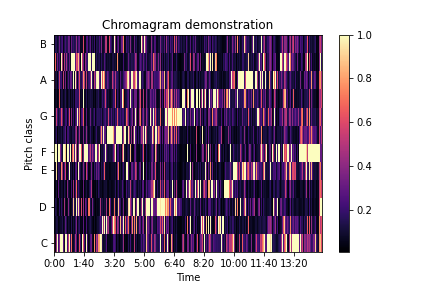 Chromagram demonstration
Pitch class
B
A
G
F
E
D
C
0:00 1:40 3:20 5:00 6:40 8:20 10:00 11:40 13:20
Time
1.0
0.8
0.6
0.4
0.2